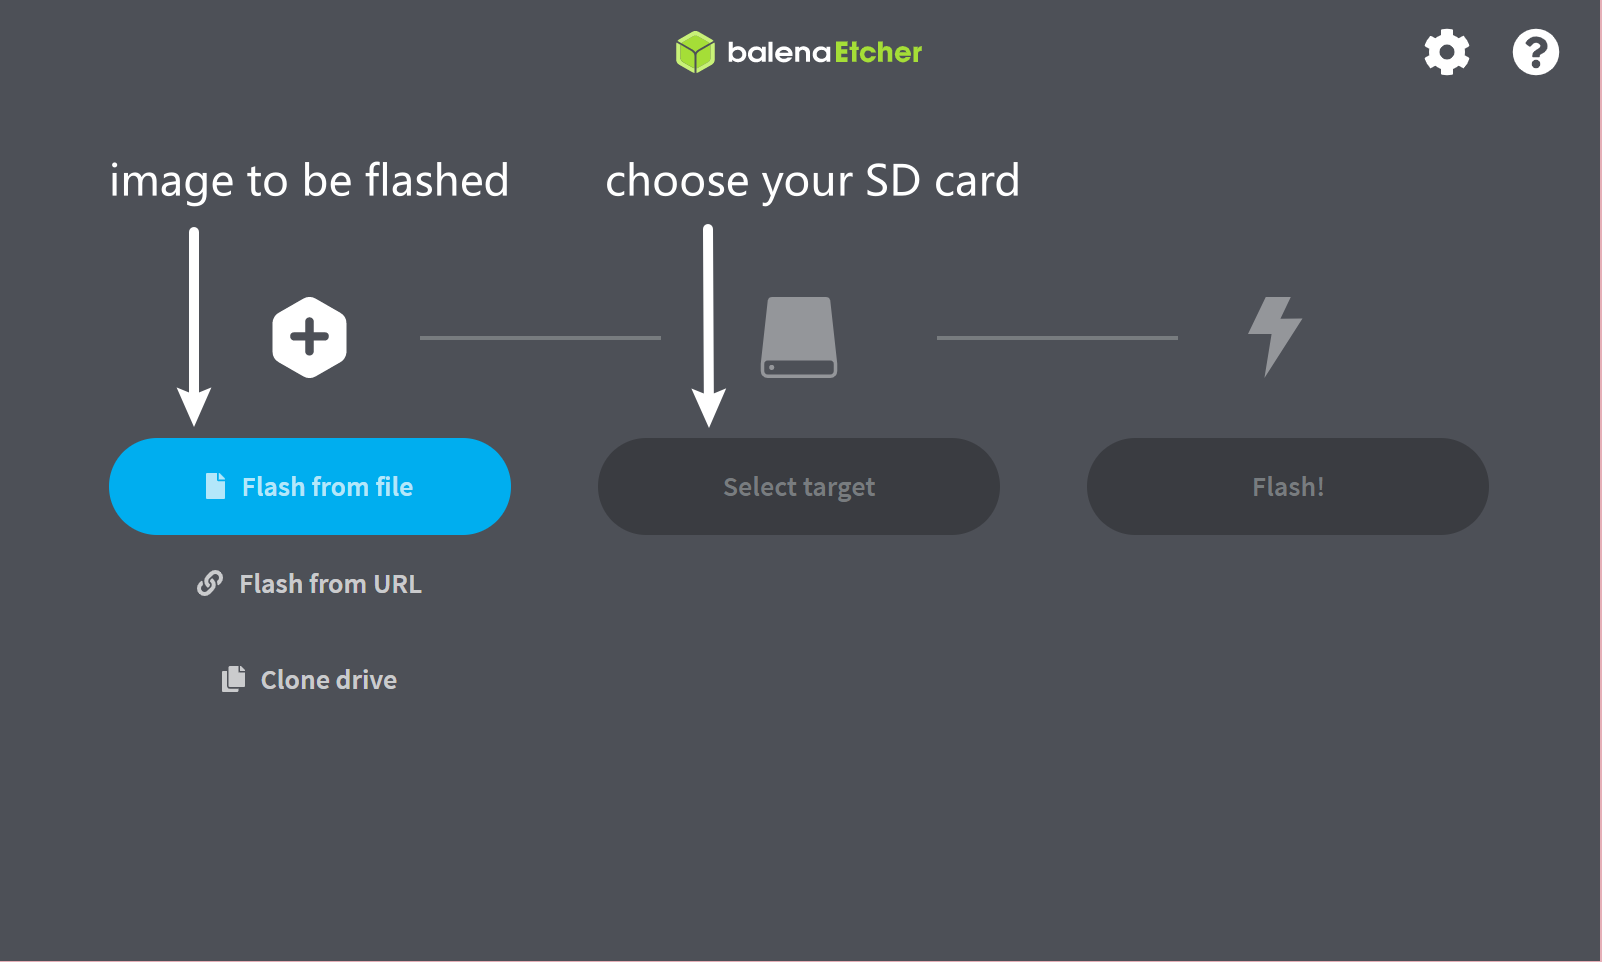 balenaEtcher
image to be flashed
choose your SD card
Flash from file
Select target
Flash!
Flash from URL
Clone drive